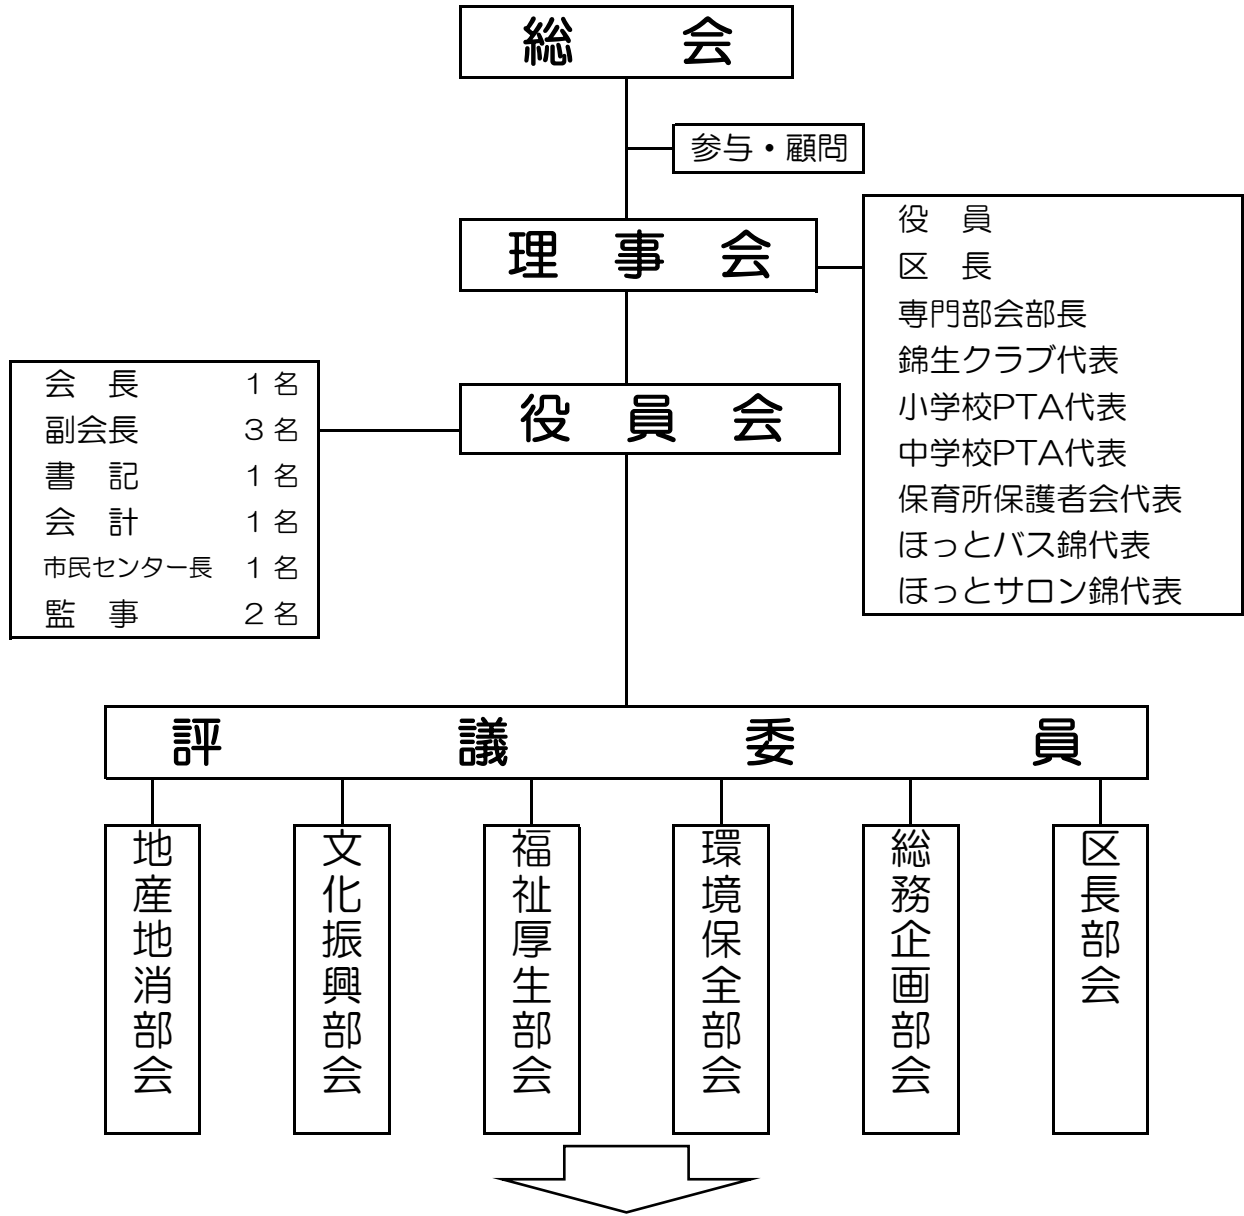 総　会
参与・顧問
理　事　会
役　員
区　長
専門部会部長
錦生クラブ代表
小学校PTA代表
中学校PTA代表
保育所保護者会代表
ほっとバス錦代表
ほっとサロン錦代表
役　員　会
会　長　1名
副会長　3名
書　記　1名
会　計　1名
市民センター長　1名
監　事　2名
評　議　委　員
地産地消部会
文化振興部会
福祉厚生部会
環境保全部会
総務企画部会
区長部会